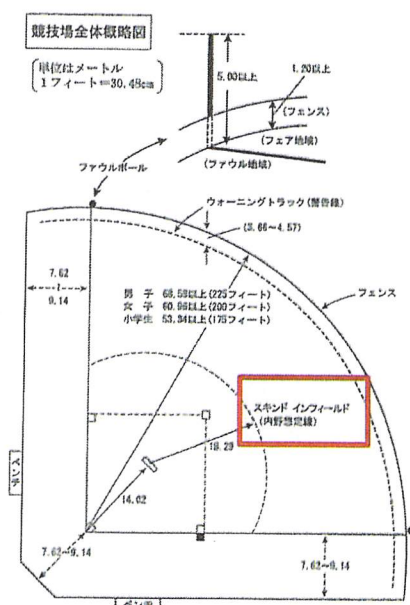 競技場全体概略図
単位はメートル
1フィート＝30.48cm
5.00以上
1.20以上
(フェンス)
(フェア地域)
(ファウル地域)
ファウルポール
ウォーニングトラック(警告線)
(3.66~4.57)
7.62
~
9.14
男 子 68.58以上(225フィート)
女 子 60.96以上(200フィート)
小学生 53.34以上(175フィート)
フェンス
スキンド インフィールド
(内野想定線)
18.29
14.02
ベンチ
7.62~9.14
7.62~9.14
ベンチ